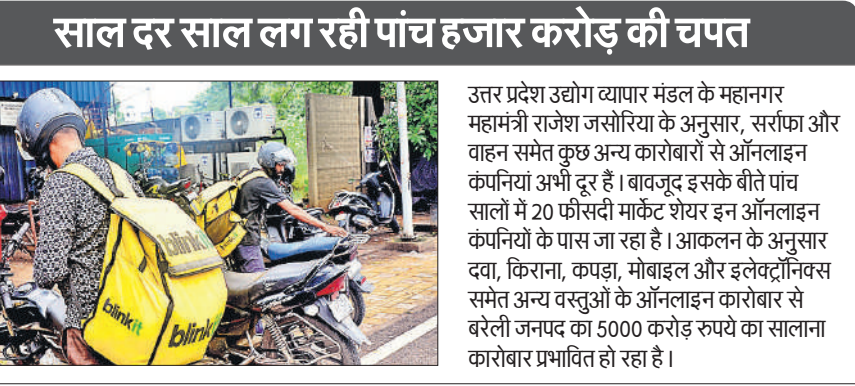 साल दर साल लग रही पांच हजार करोड़ की चपत
उत्तर प्रदेश उद्योग व्यापार मंडल के महानगर
महामंत्री राजेश जसोरिया के अनुसार, सर्राफा और
वाहन समेत कुछ अन्य कारोबारों से ऑनलाइन
कंपनियां अभी दूर हैं। बावजूद इसके बीते पांच
सालों में 20 फीसदी मार्केट शेयर इन ऑनलाइन
कंपनियों के पास जा रहा है। आकलन के अनुसार
दवा, किराना, कपड़ा, मोबाइल और इलेक्ट्रॉनिक्स
समेत अन्य वस्तुओं के ऑनलाइन कारोबार से
बरेली जनपद का 5000 करोड़ रुपये का सालाना
कारोबार प्रभावित हो रहा है।
blinkit
blinkit
blinkit